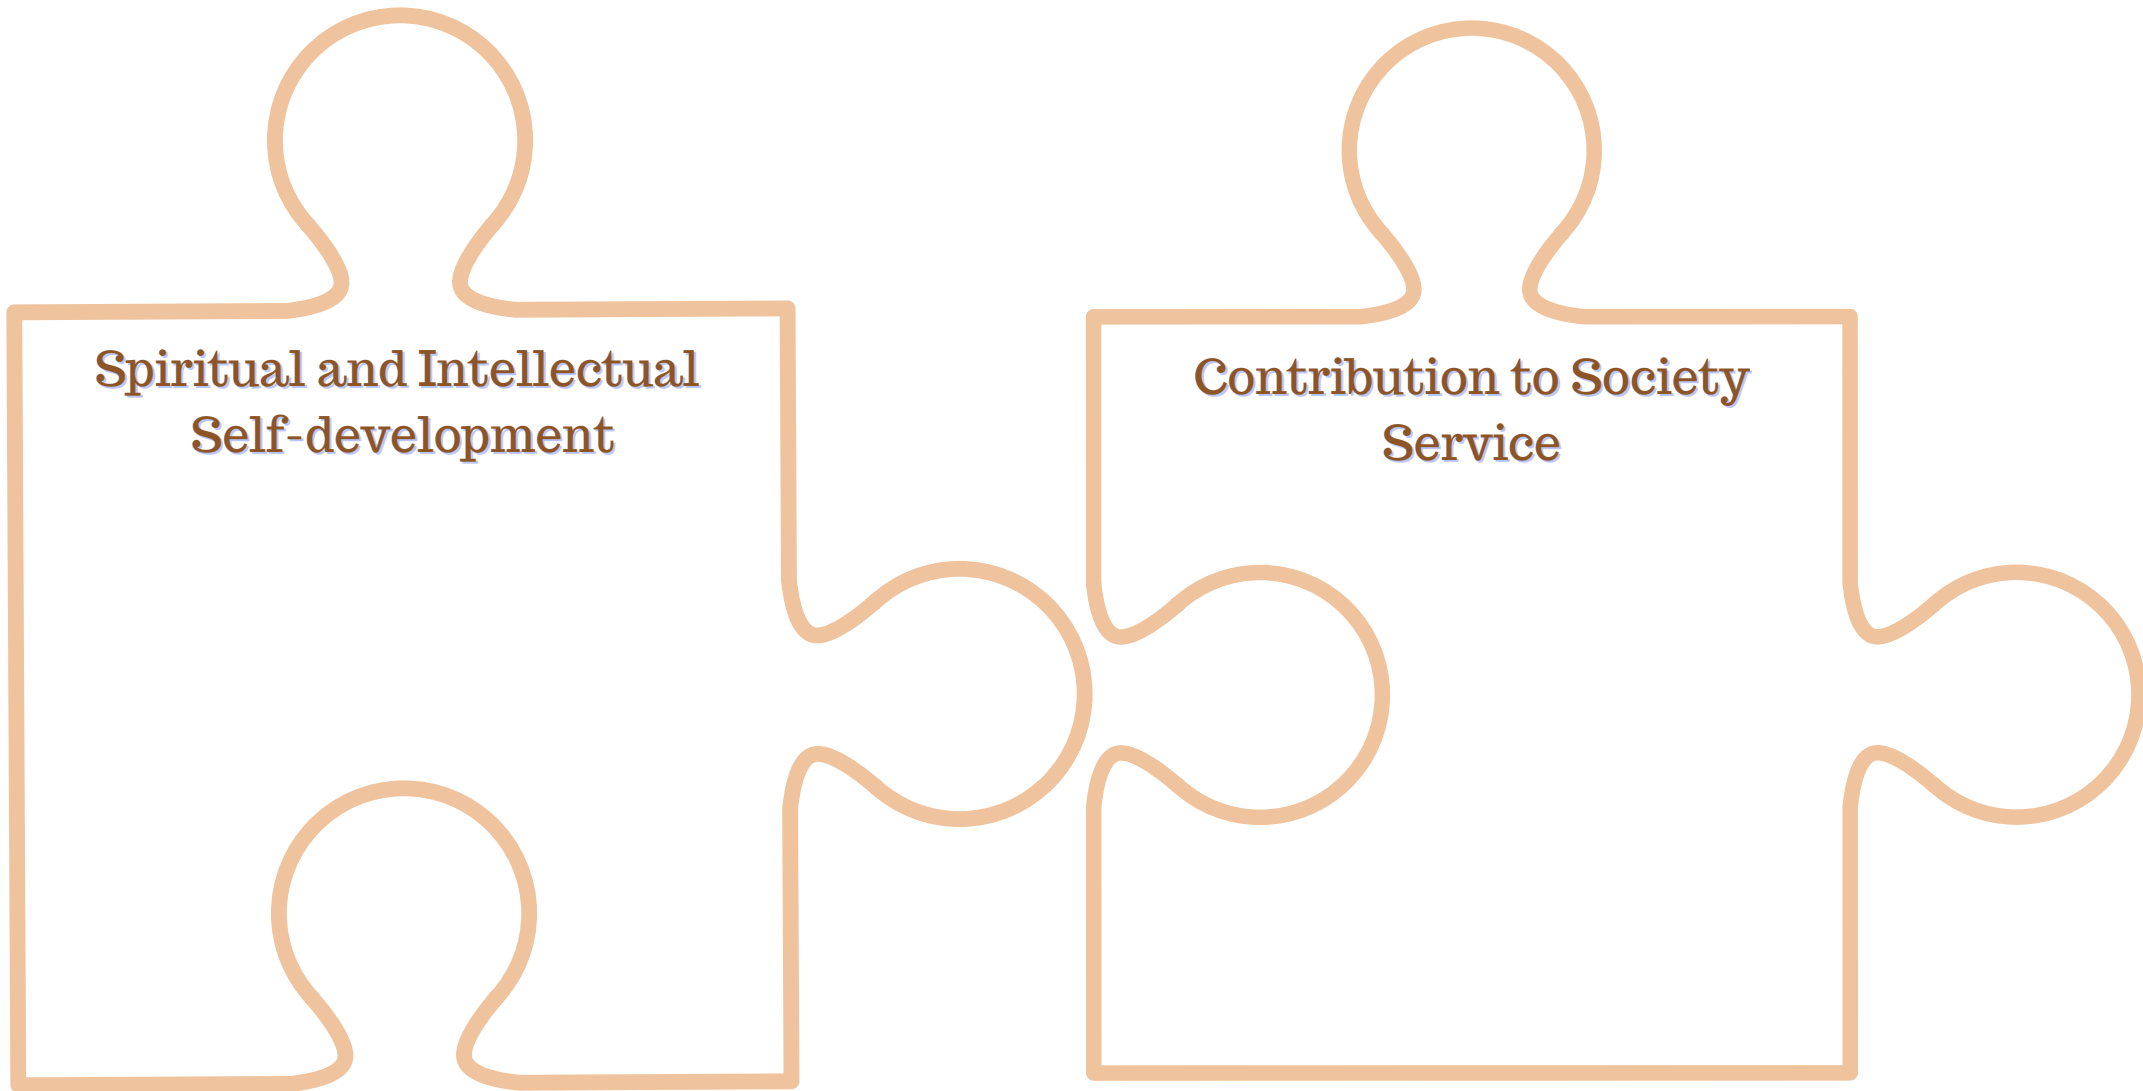 Spiritual and Intellectual
Self-development
Contribution to Society
Service